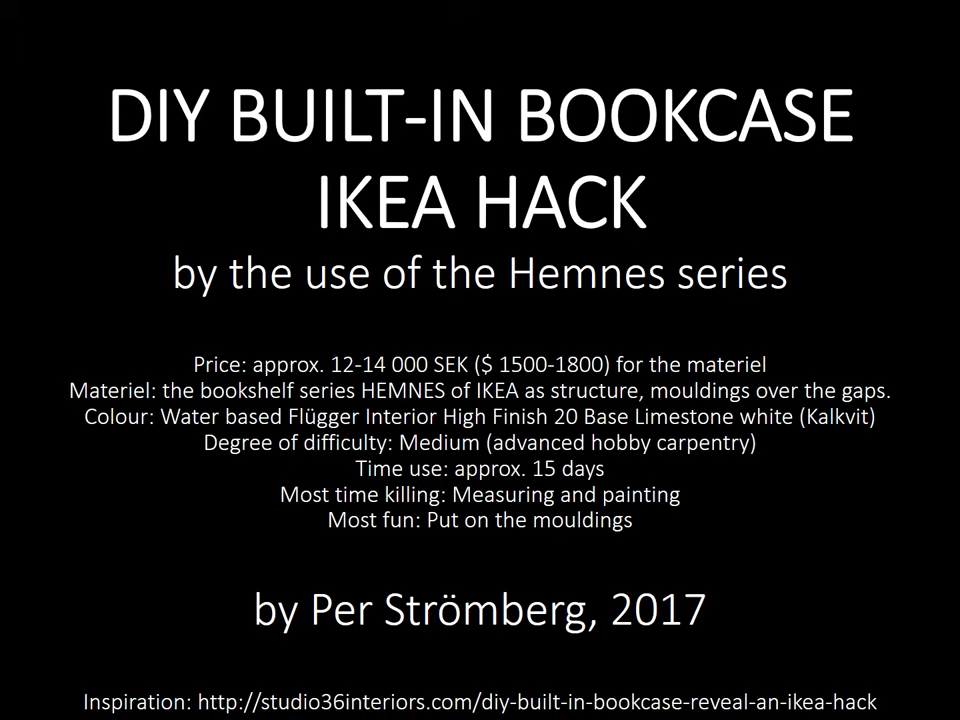 DIY BUILT-IN BOOKCASE
IKEA HACK
by the use of the Hemnes series
Price: approx. 12-14 000 SEK ($ 1500-1800) for the materiel
Materiel: the bookshelf series HEMNES of IKEA as structure, mouldings over the gaps.
Colour: Water based Flügger Interior High Finish 20 Base Limestone white (Kalkvit)
Degree of difficulty: Medium (advanced hobby carpentry)
Time use: approx. 15 days
Most time killing: Measuring and painting
Most fun: Put on the mouldings
by Per Strömberg, 2017
Inspiration: http://studio36interiors.com/diy-built-in-bookcase-reveal-an-ikea-hack